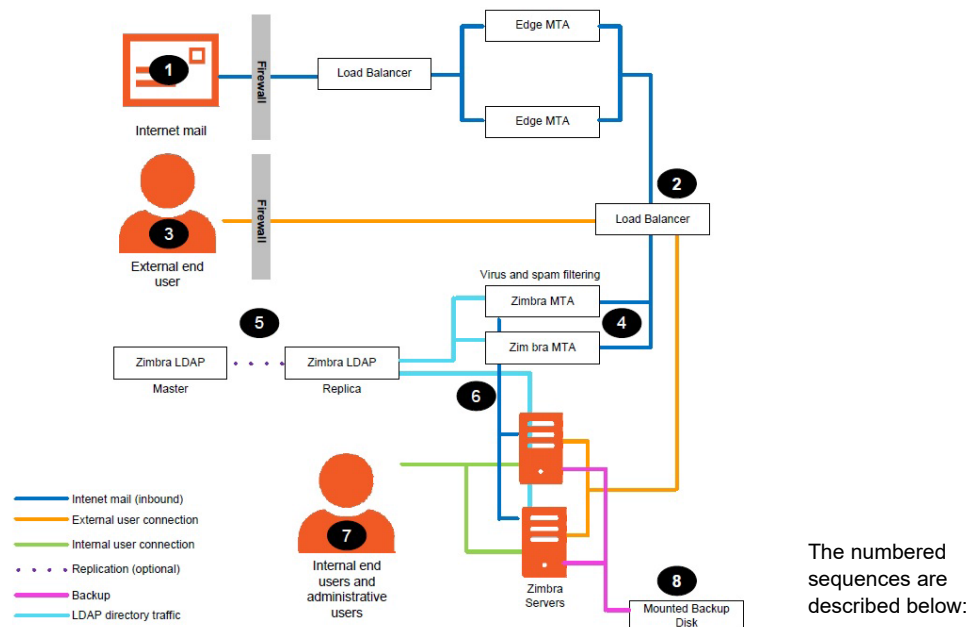 Edge MTA
1
Firewall
Load Balancer
Edge MTA
Internet mail
2
3
Firewall
Load Balancer
External end
user
Virus and spam filtering
Zimbra MTA
5
4
Zim bra MTA
Zimbra LDAP
Zimbra LDAP
Master
Replica
6
Intenet mail (inbound)
External user connection
Internal user connection
Replication (optional)
Backup
LDAP directory traffic
7
Internal end
users and
administrative
users
Zimbra
Servers
8
Mounted Backup
Disk
The numbered
sequences are
described below: